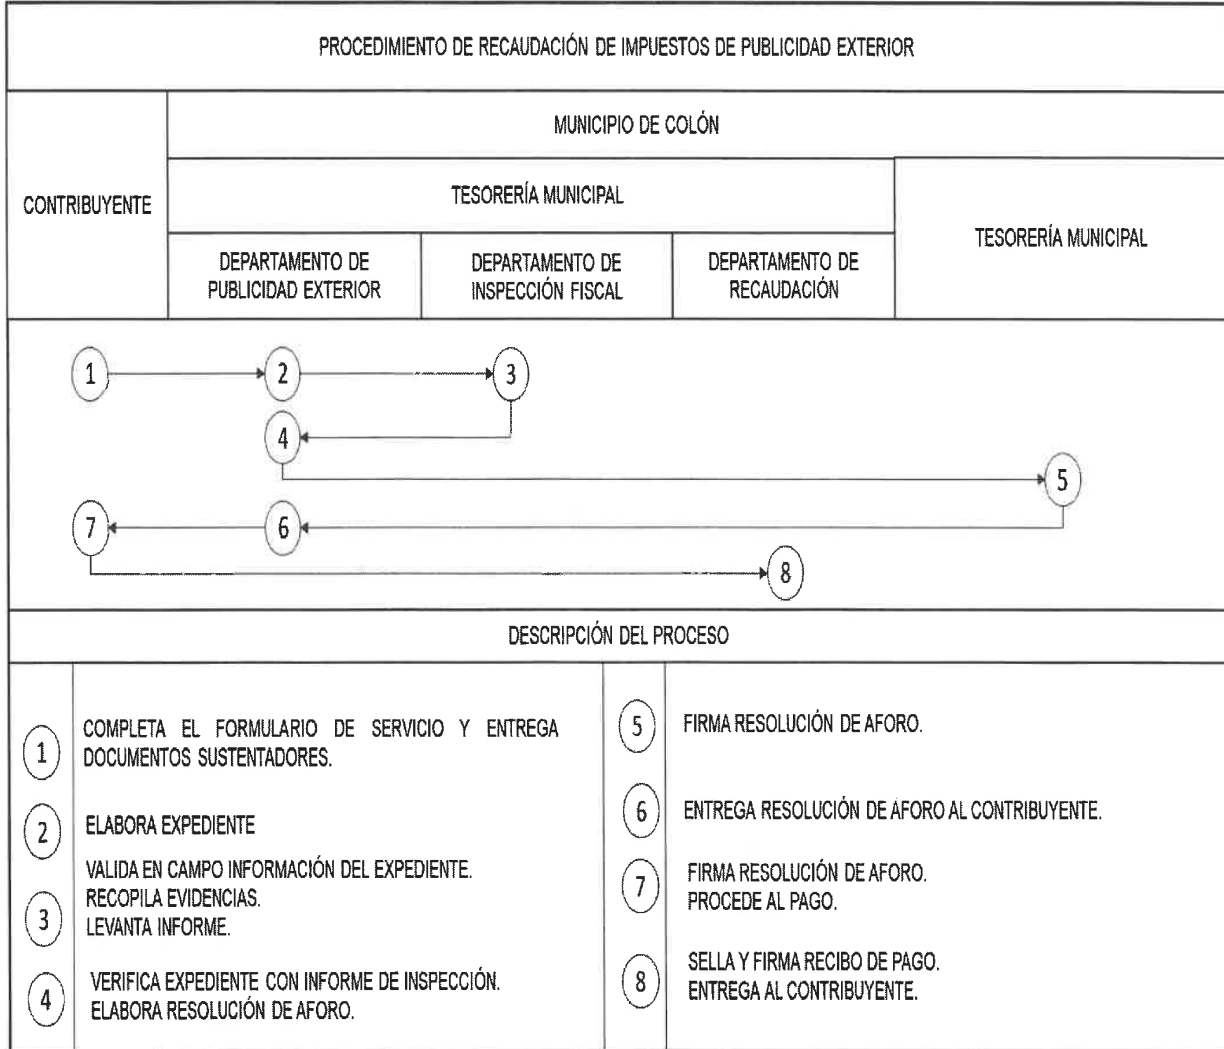 PROCEDIMIENTO DE RECAUDACIÓN DE IMPUESTOS DE PUBLICIDAD EXTERIOR
MUNICIPIO DE COLÓN
CONTRIBUYENTE
TESORERÍA MUNICIPAL
TESORERÍA MUNICIPAL
DEPARTAMENTO DE
PUBLICIDAD EXTERIOR
DEPARTAMENTO DE
INSPECCIÓN FISCAL
DEPARTAMENTO DE
RECAUDACIÓN
1
2
3
4
5
7
6
8
DESCRIPCIÓN DEL PROCESO
1
COMPLETA EL FORMULARIO DE SERVICIO Y ENTREGA
DOCUMENTOS SUSTENTADORES.
2
ELABORA EXPEDIENTE
3
VALIDA EN CAMPO INFORMACIÓN DEL EXPEDIENTE.
RECOPILA EVIDENCIAS.
LEVANTA INFORME.
4
VERIFICA EXPEDIENTE CON INFORME DE INSPECCIÓN.
ELABORA RESOLUCIÓN DE AFORO.
5
FIRMA RESOLUCIÓN DE AFORO.
6
ENTREGA RESOLUCIÓN DE AFORO AL CONTRIBUYENTE.
7
FIRMA RESOLUCIÓN DE AFORO.
PROCEDE AL PAGO.
8
SELLA Y FIRMA RECIBO DE PAGO.
ENTREGA AL CONTRIBUYENTE.